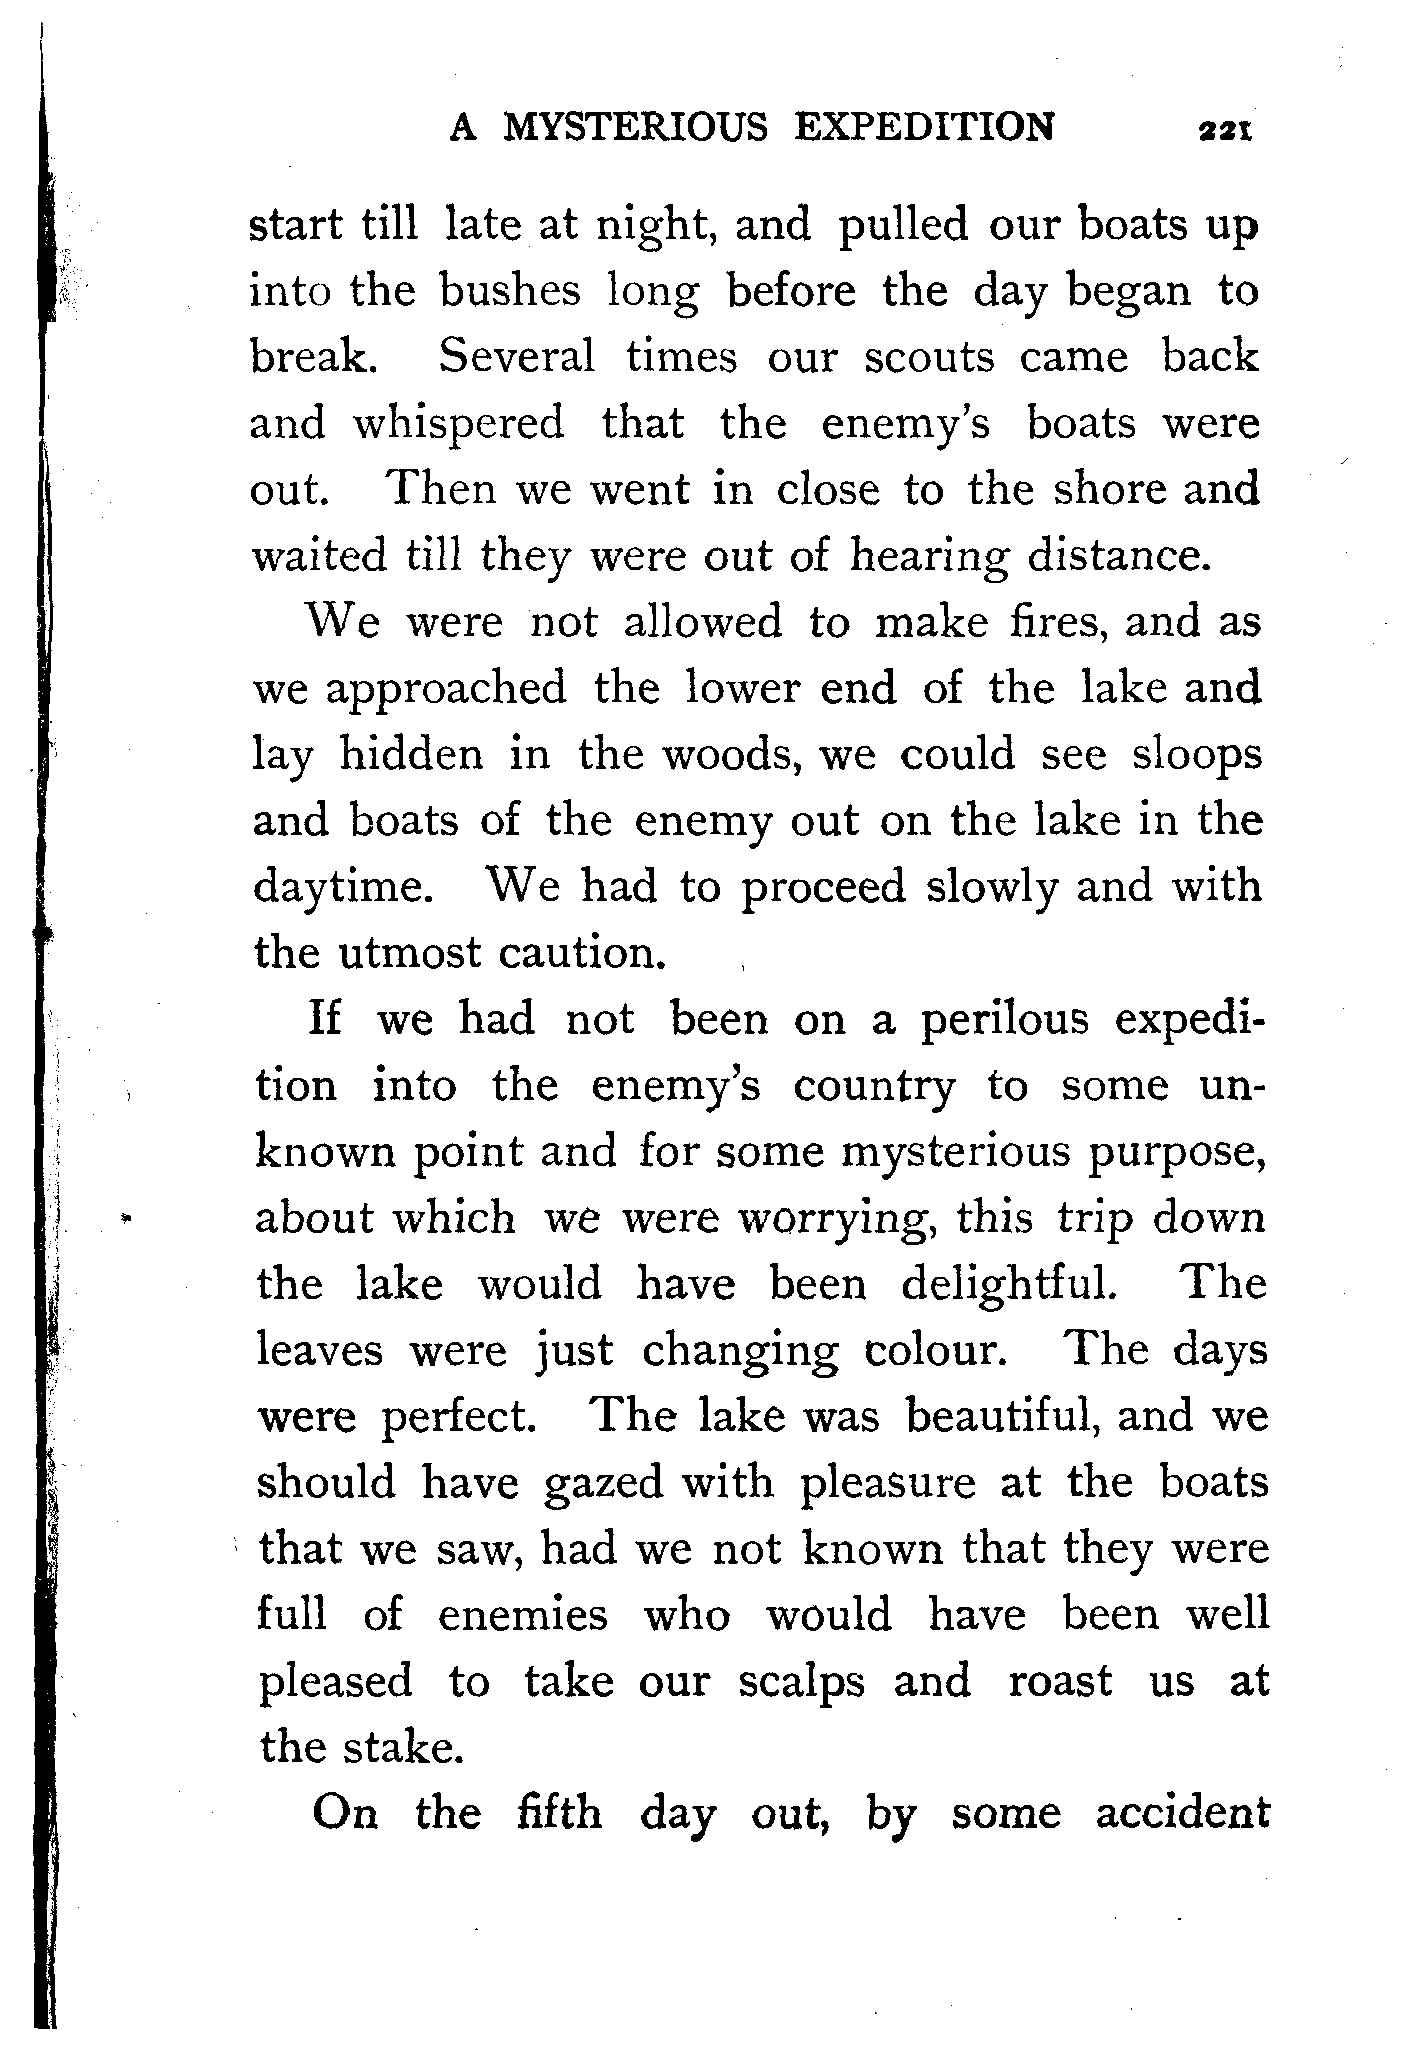 A MYSTERIOUS EXPEDITION 221
start till late at night, and pulled our boats up
into the bushes long before the day began to
break. Several times our scouts came back
and whispered that the enemy's boats were
out. Then we went in close to the shore and
waited till they were out of hearing distance.
We were not allowed to make fires, and as
we approached the lower end of the lake and
lay hidden in the woods, we could see sloops
and boats of the enemy out on the lake in the
daytime. We had to proceed slowly and with
the utmost caution.
If we had not been on a perilous expedi-
tion into the enemy's country to some un-
known point and for some mysterious purpose,
about which we were worrying, this trip down
the lake would have been delightful. The
leaves were just changing colour. The days
were perfect. The lake was beautiful, and we
should have gazed with pleasure at the boats
that we saw, had we not known that they were
full of enemies who would have been well
pleased to take our scalps and roast us at
the stake.
On the fifth day out, by some accident